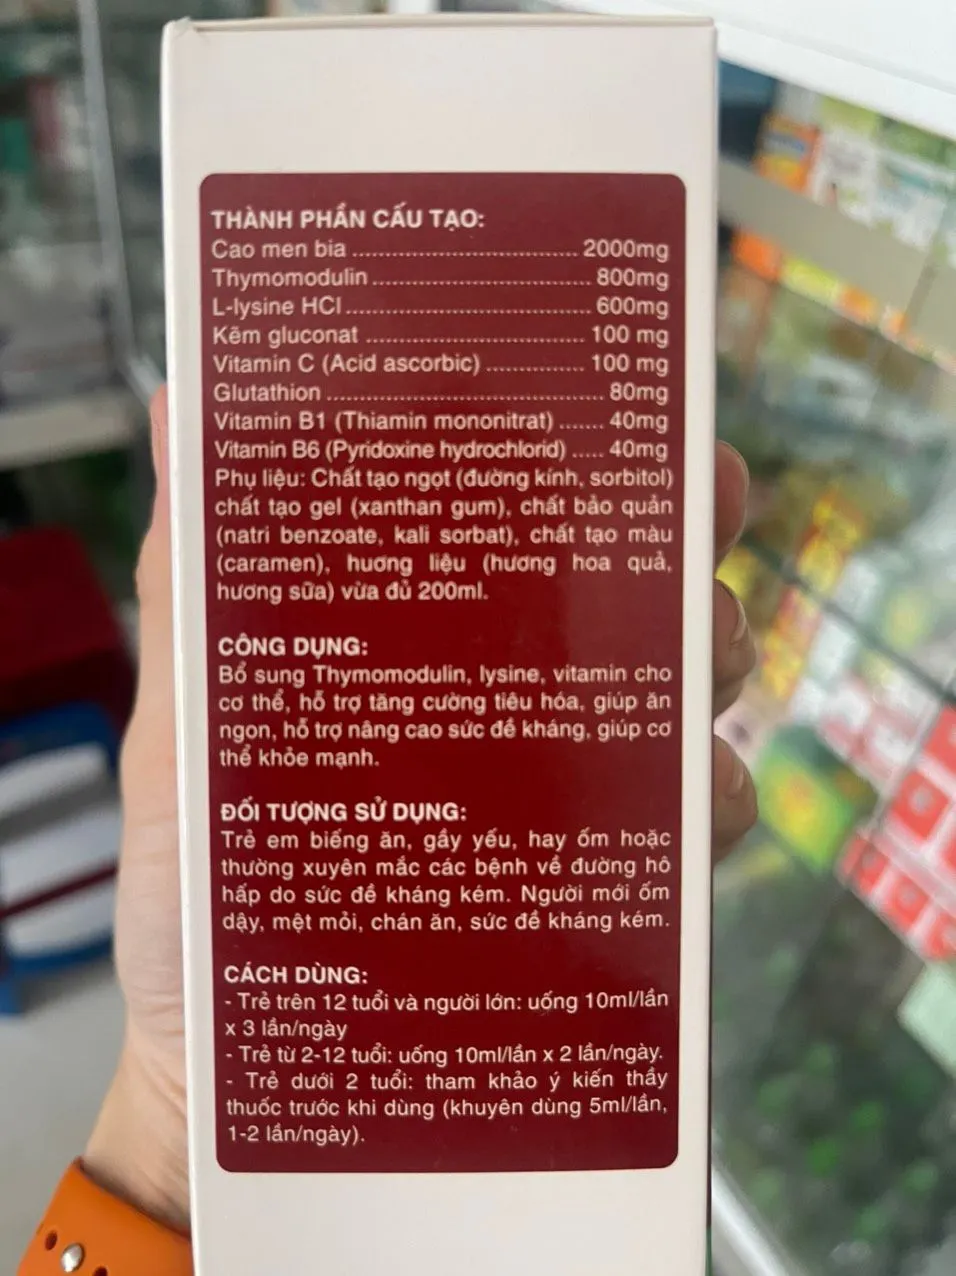 THÀNH PHẦN CẤU TẠO:
Cao men bia .................................. 2000mg
Thymomodulin ................................. 800mg
L-lysine HCl ..................................... 600mg
Kẽm gluconat ................................. 100 mg
Vitamin C (Acid ascorbic) ............... 100 mg
Glutathion .......................................... 80mg
Vitamin B1 (Thiamin mononitrat) ....... 40mg
Vitamin B6 (Pyridoxine hydrochlorid) ..... 40mg
Phụ liệu: Chất tạo ngọt (đường kính, sorbitol)
chất tạo gel (xanthan gum), chất bảo quản
(natri benzoate, kali sorbat), chất tạo màu
(caramen), hương liệu (hương hoa quả,
hương sữa) vừa đủ 200ml.
CÔNG DỤNG:
Bổ sung Thymomodulin, lysine, vitamin cho
cơ thể, hỗ trợ tăng cường tiêu hóa, giúp ăn
ngon, hỗ trợ nâng cao sức đề kháng, giúp cơ
thể khỏe mạnh.
ĐỐI TƯỢNG SỬ DỤNG:
Trẻ em biếng ăn, gầy yếu, hay ốm hoặc
thường xuyên mắc các bệnh về đường hô
hấp do sức đề kháng kém. Người mới ốm
dậy, mệt mỏi, chán ăn, sức đề kháng kém.
CÁCH DÙNG:
- Trẻ trên 12 tuổi và người lớn: uống 10ml/lần
x 3 lần/ngày
- Trẻ từ 2-12 tuổi: uống 10ml/lần x 2 lần/ngày.
- Trẻ dưới 2 tuổi: tham khảo ý kiến thầy
thuốc trước khi dùng (khuyên dùng 5ml/lần,
1-2 lần/ngày).